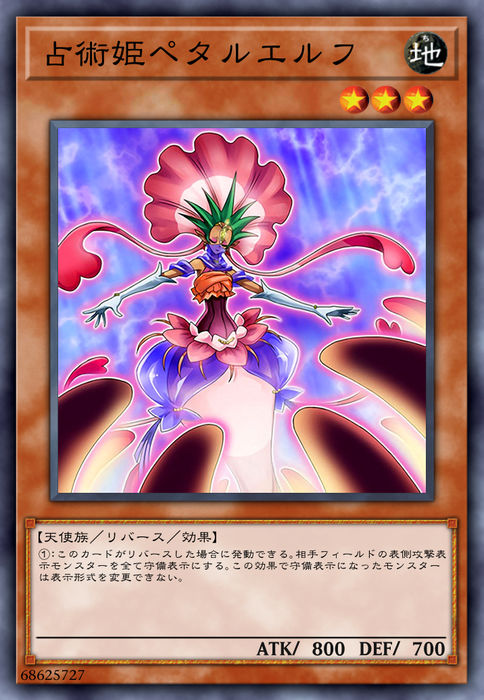 占術姫ペタルエルフ
ち
地
【天使族／リバース／効果】
①：このカードがリバースした場合に発動できる。相手フィールドの表側攻撃表
示モンスターを全て守備表示にする。この効果で守備表示になったモンスター
は表示形式を変更できない。
ATK/ 800 DEF/ 700
68625727